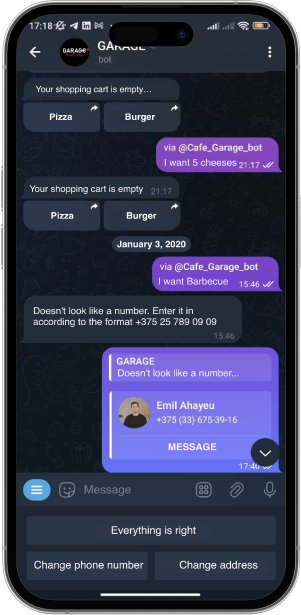 17:18
GARAGE
GARAGE
bot
Your shopping cart is empty...
Pizza
Burger
via @Cafe_Garage_bot
I want 5 cheeses 21:17
Your shopping cart is empty 21:17
Pizza
Burger
January 3, 2020
via @Cafe_Garage_bot
I want Barbecue 15:46
Doesn't look like a number. Enter it in
according to the format +375 25 789 09 09
15:46
GARAGE
Doesn't look like a number...
Emil Ahayeu
+375 (33) 675-39-16
MESSAGE
17:40
Message
Everything is right
Change phone number
Change address